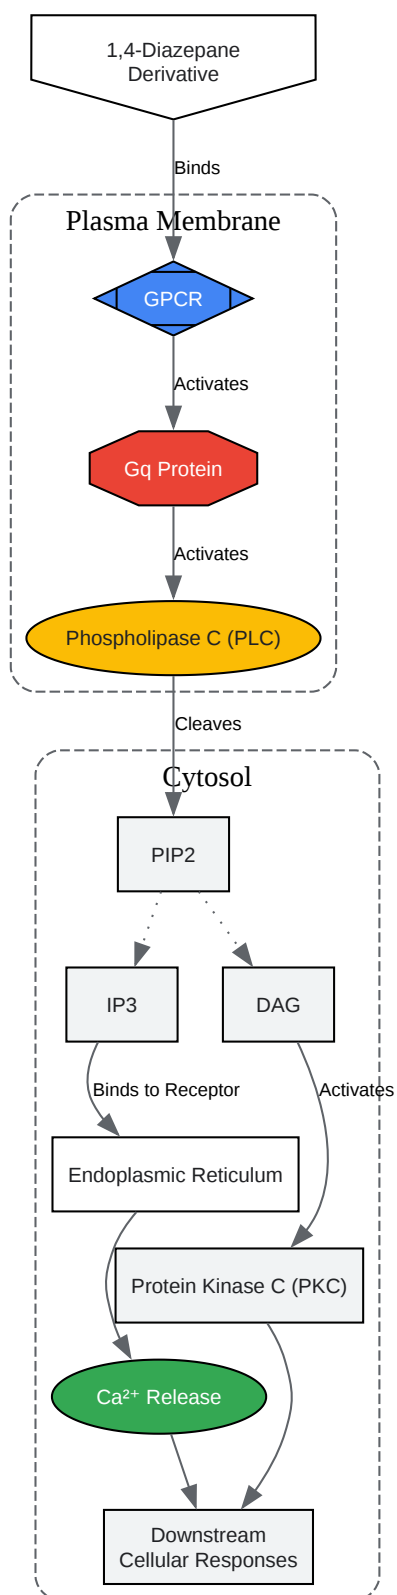 1,4-Diazepane
Derivative
Binds
Plasma Membrane
GPCR
Activates
Gq Protein
Activates
Phospholipase C (PLC)
Cleaves
Cytosol
PIP2
IP3
DAG
Binds to Receptor
Activates
Endoplasmic Reticulum
Protein Kinase C (PKC)
Ca²⁺ Release
Downstream
Cellular Responses